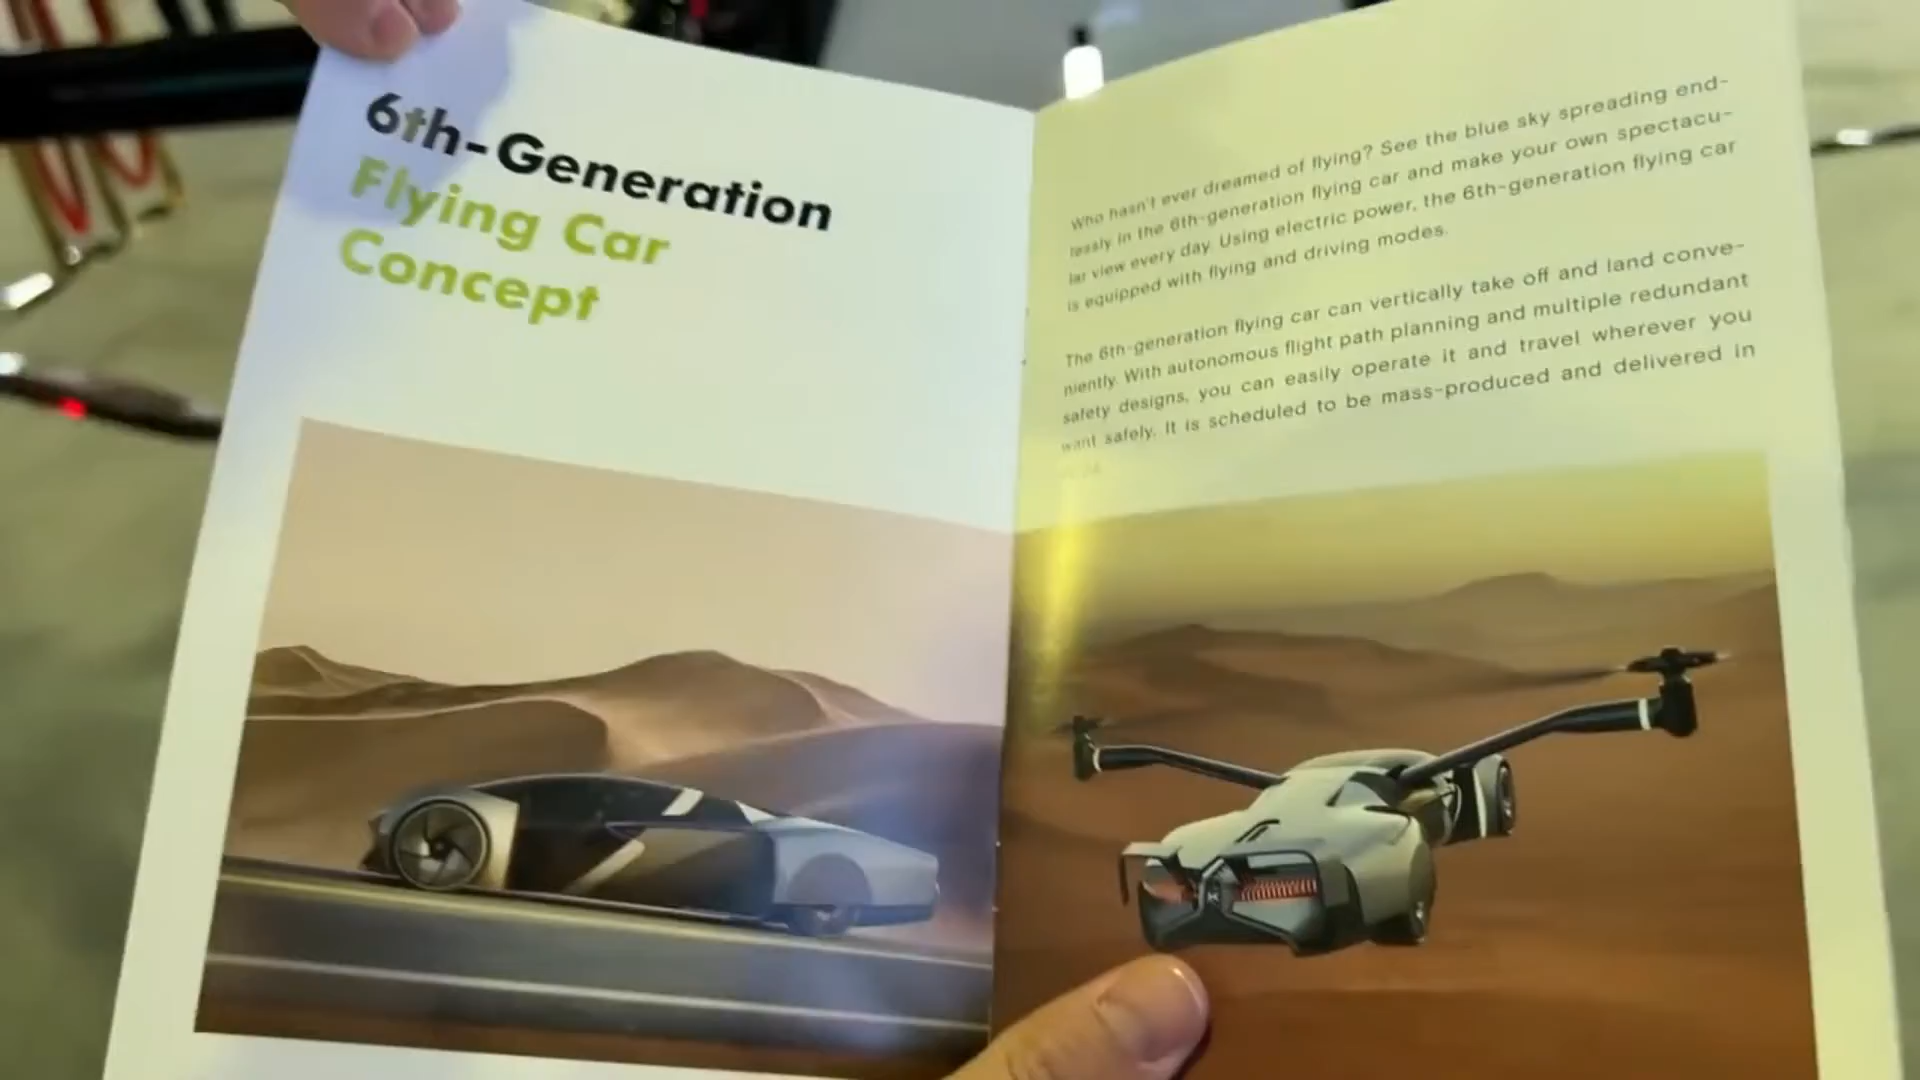 6th-Generation
Flying Car
Concept
Who hasn't ever dreamed of flying? See the blue sky spreading end-
lessly in the 6th-generation flying car and make your own spectacu-
lar view every day. Using electric power, the 6th-generation flying car
is equipped with flying and driving modes.
The 6th-generation flying car can vertically take off and land conve-
niently. With autonomous flight path planning and multiple redundant
safety designs, you can easily operate it and travel wherever you
want safely. It is scheduled to be mass-produced and delivered in